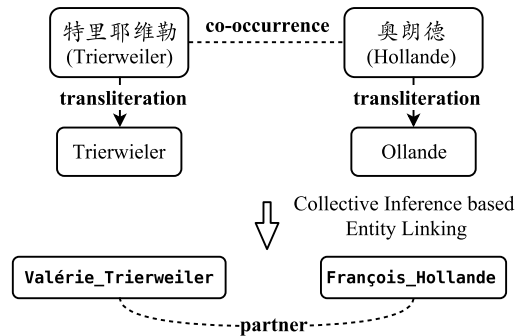 co-occurrence
特里耶维勒
(Trierweiler)
奥朗德
(Hollande)
transliteration
transliteration
Trierwieler
Ollande
Collective Inference based
Entity Linking
Valérie_Trierweiler
François_Hollande
partner